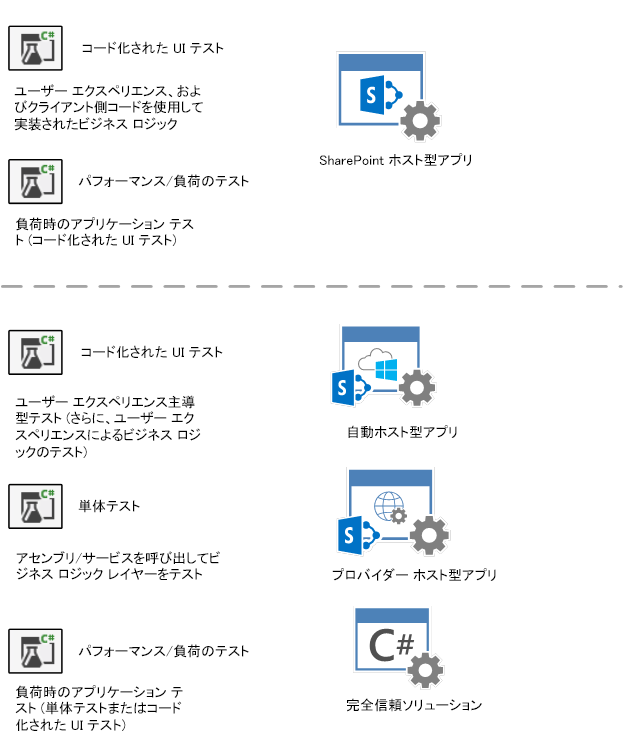 C#
コード化された UI テスト
ユーザー エクスペリエンス、およ
びクライアント側コードを使用して
実装されたビジネス ロジック
S
SharePoint ホスト型アプリ
C#
パフォーマンス/負荷のテスト
負荷時のアプリケーション テス
ト (コード化された UI テスト)
C#
コード化された UI テスト
ユーザー エクスペリエンス主導
型テスト (さらに、ユーザー エク
スペリエンスによるビジネス ロジ
ックのテスト)
S
自動ホスト型アプリ
C#
単体テスト
アセンブリ/サービスを呼び出してビ
ジネス ロジック レイヤーをテスト
S
プロバイダー ホスト型アプリ
C#
パフォーマンス/負荷のテスト
負荷時のアプリケーション テ
スト (単体テストまたはコード
化された UI テスト)
C#
完全信頼ソリューション